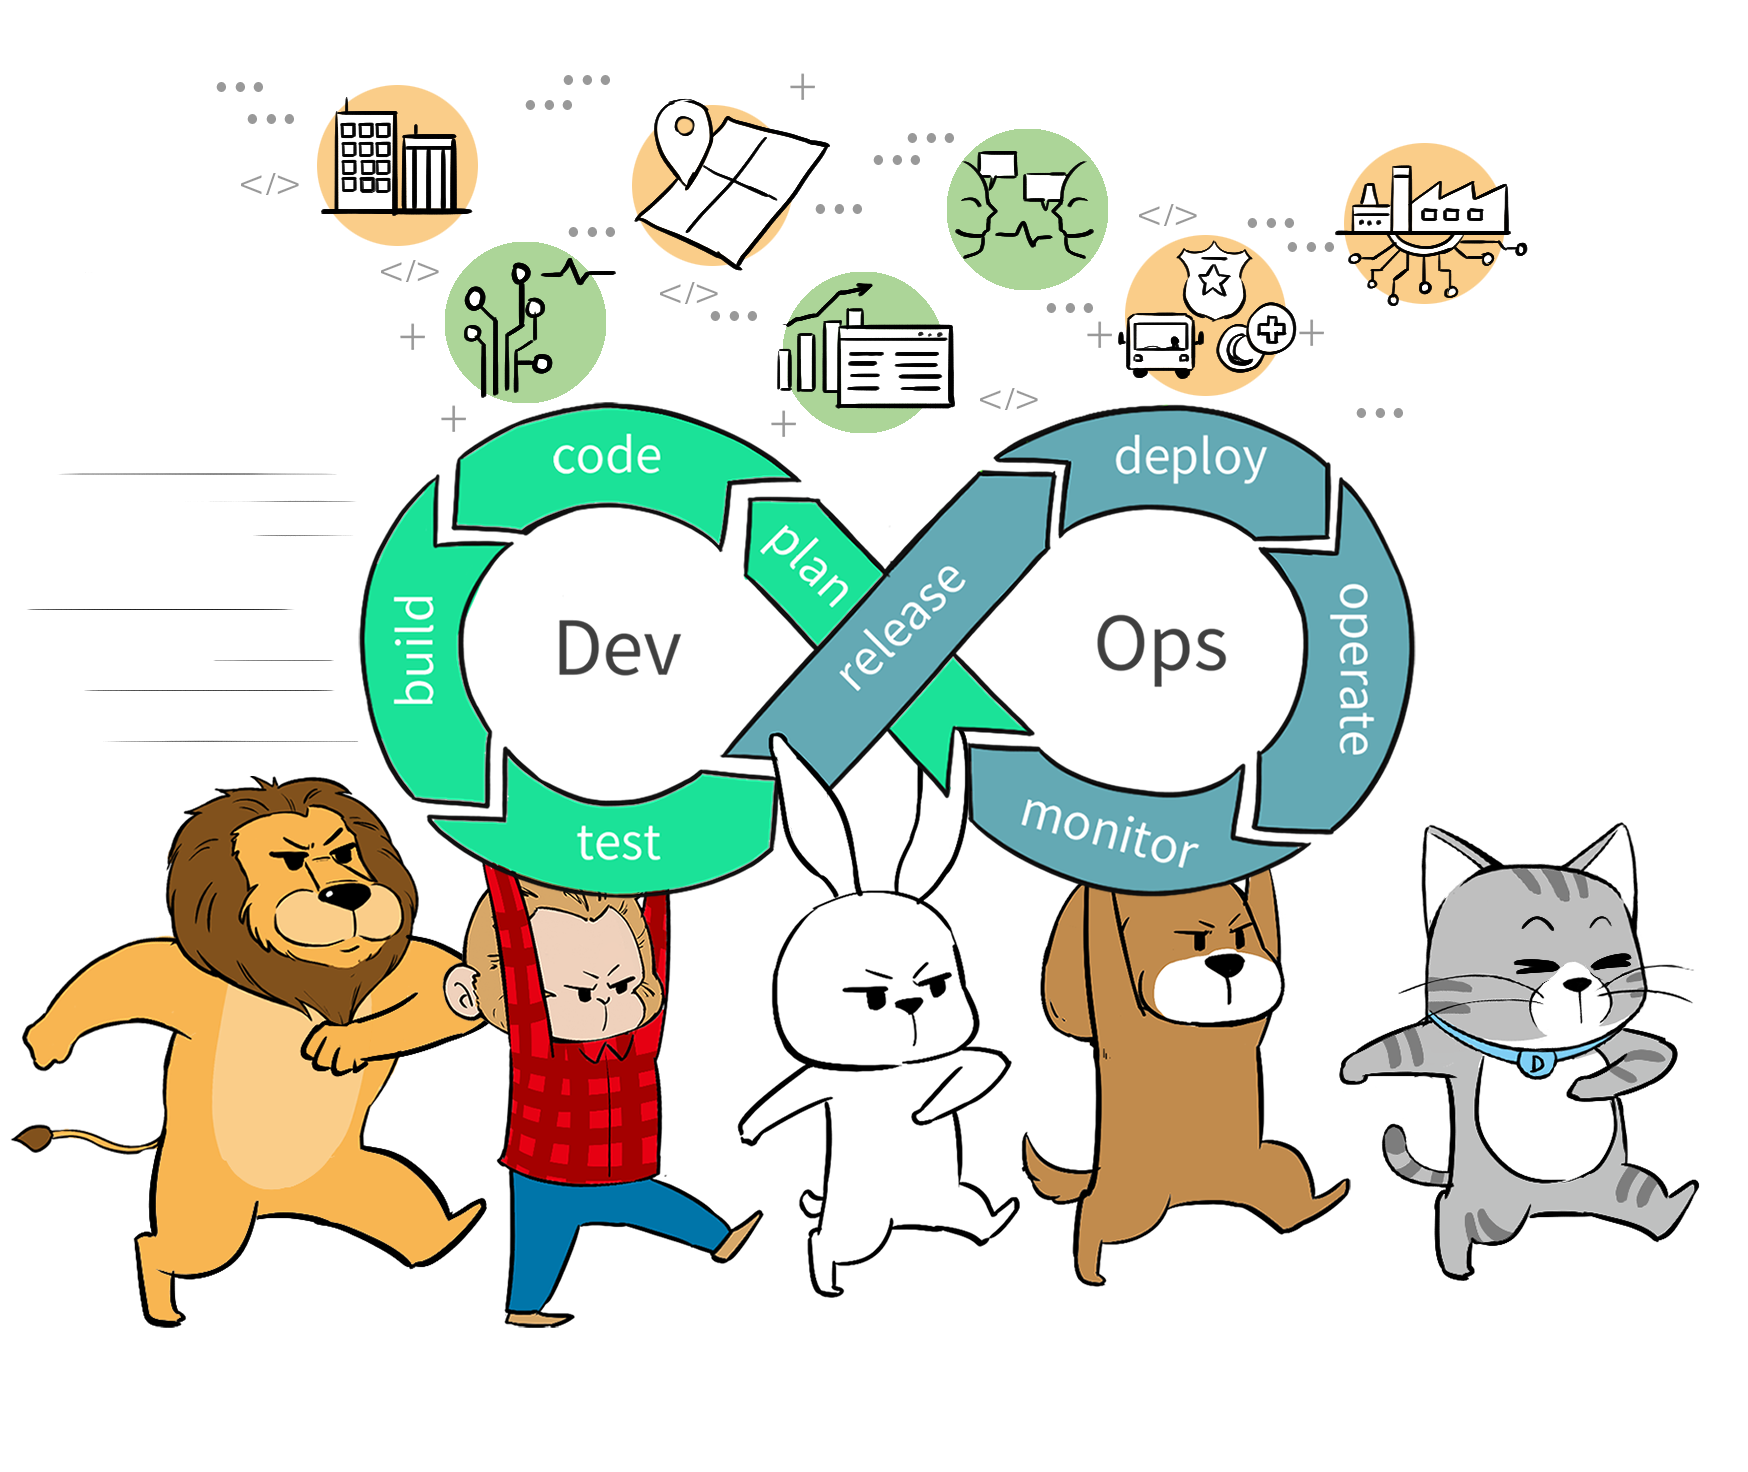 </>
</>
</>
</>
</>
code
deploy
plan
release
build
Dev
Ops
operate
test
monitor
D